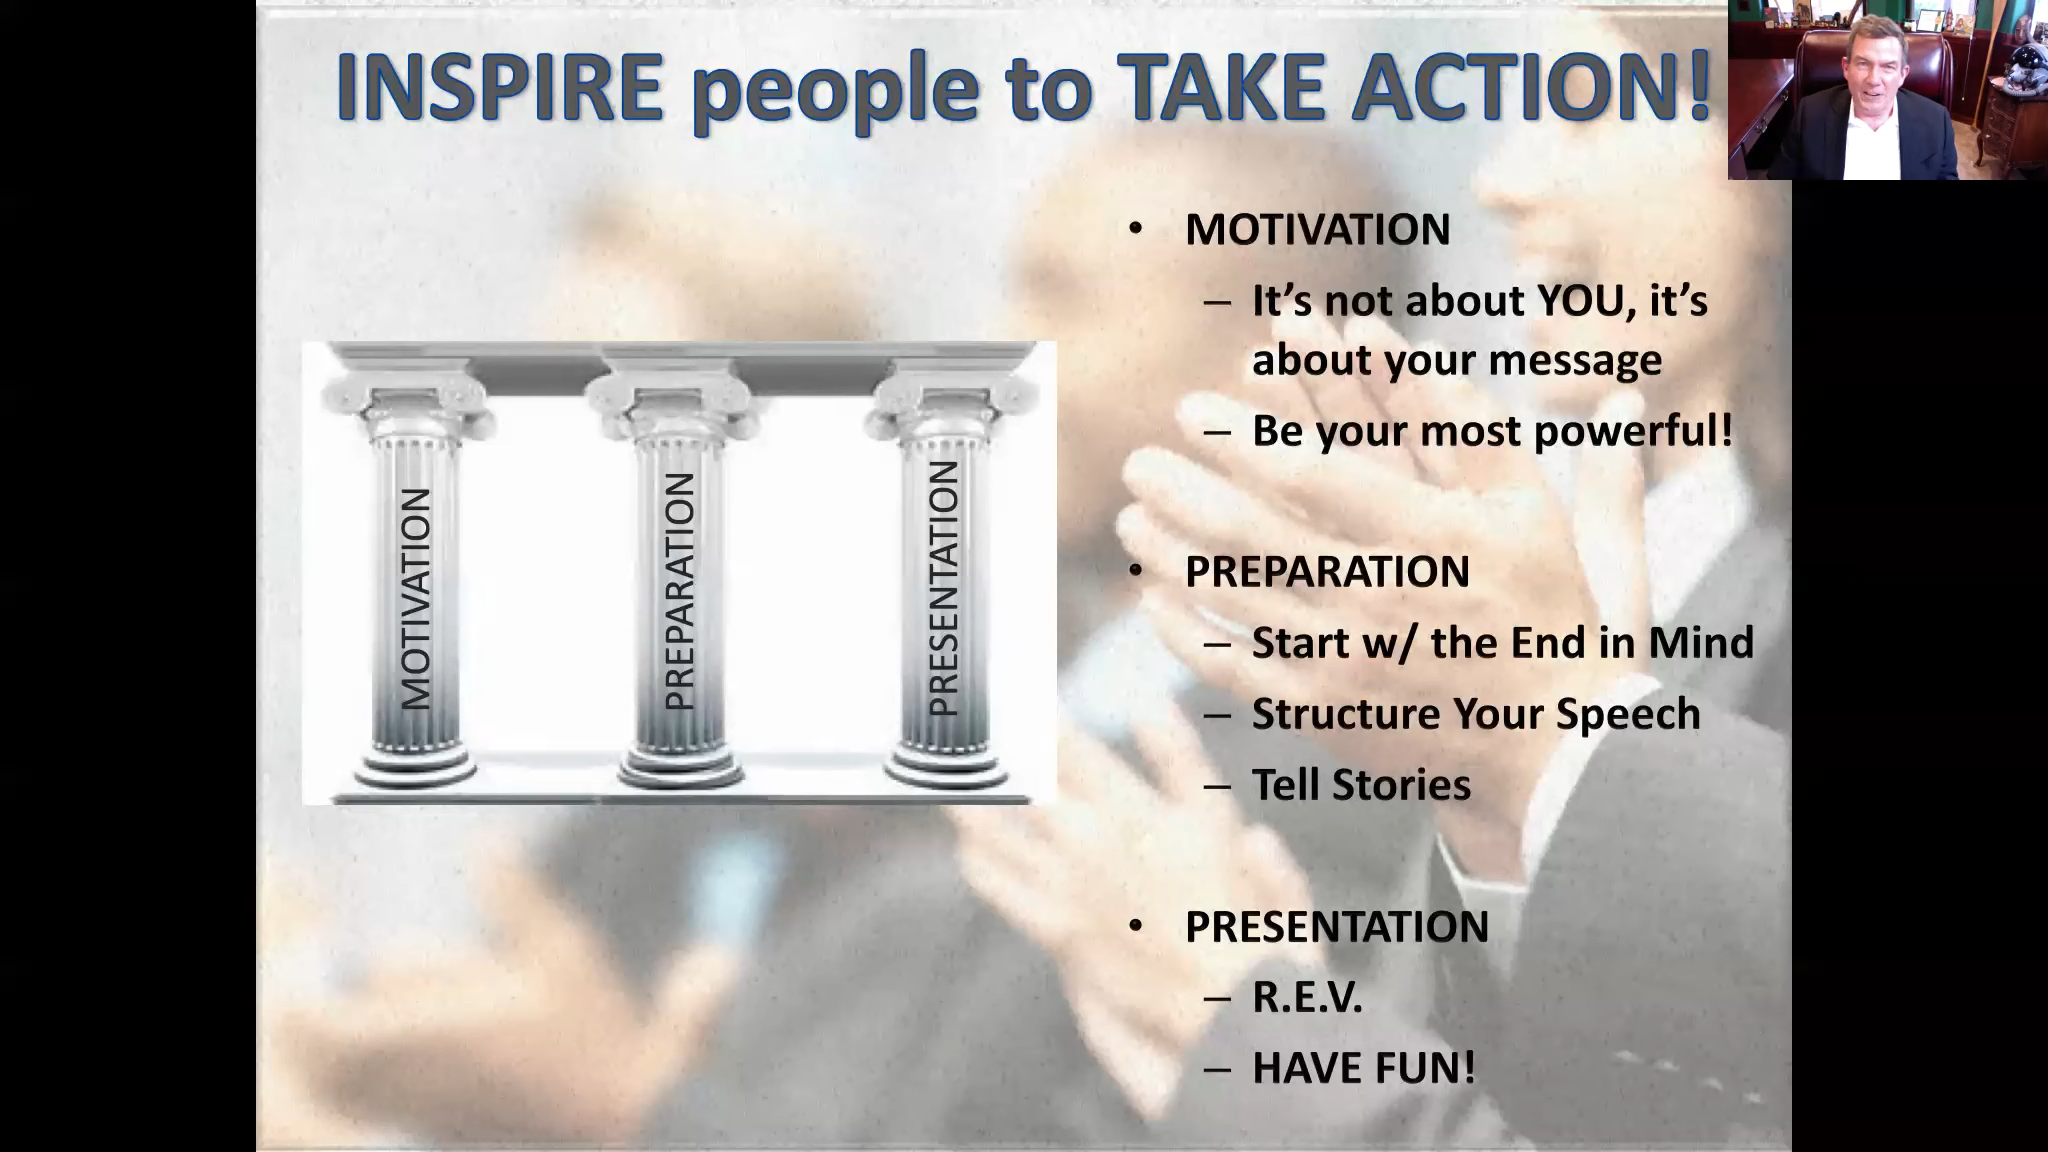 INSPIRE people to TAKE ACTION!
MOTIVATION
PREPARATION
PRESENTATION
• MOTIVATION
– It’s not about YOU, it’s
about your message
– Be your most powerful!
• PREPARATION
– Start w/ the End in Mind
– Structure Your Speech
– Tell Stories
• PRESENTATION
– R.E.V.
– HAVE FUN!